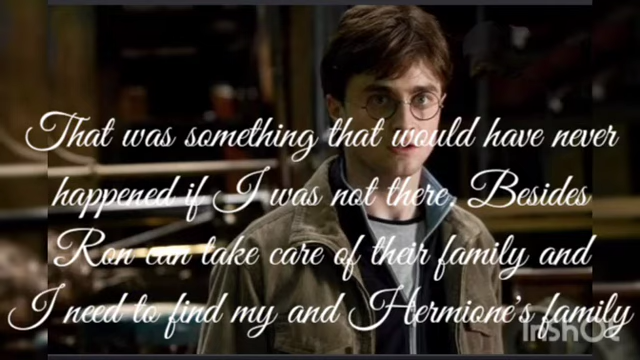 That was something that would have never
happened if I was not there, Besides
Ron can take care of their family and
I need to find my and Hermione's family
InShOt